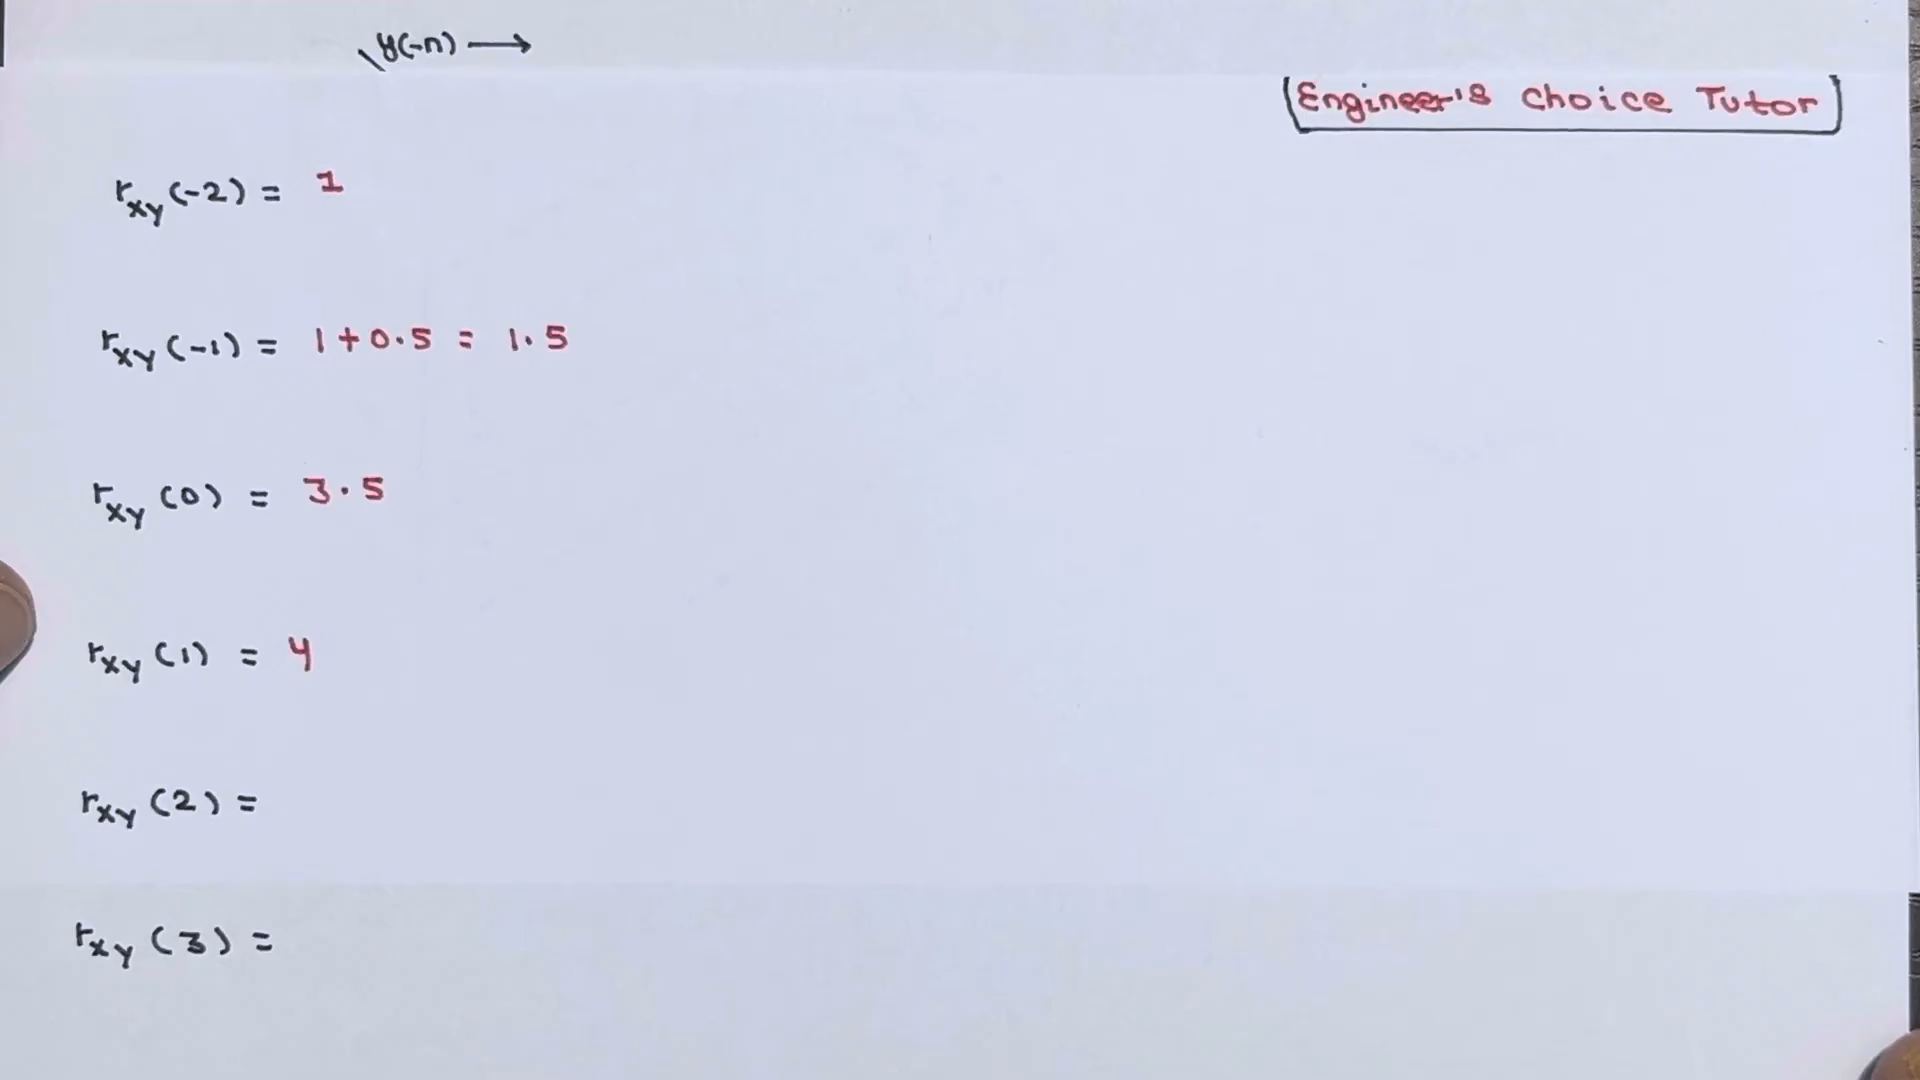 y(-n) →
Engineer's Choice Tutor
rxy(-2) = 1
rxy(-1) = 1+0.5 = 1.5
rxy(0) = 3.5
rxy(1) = 4
rxy(2) =
rxy(3) =